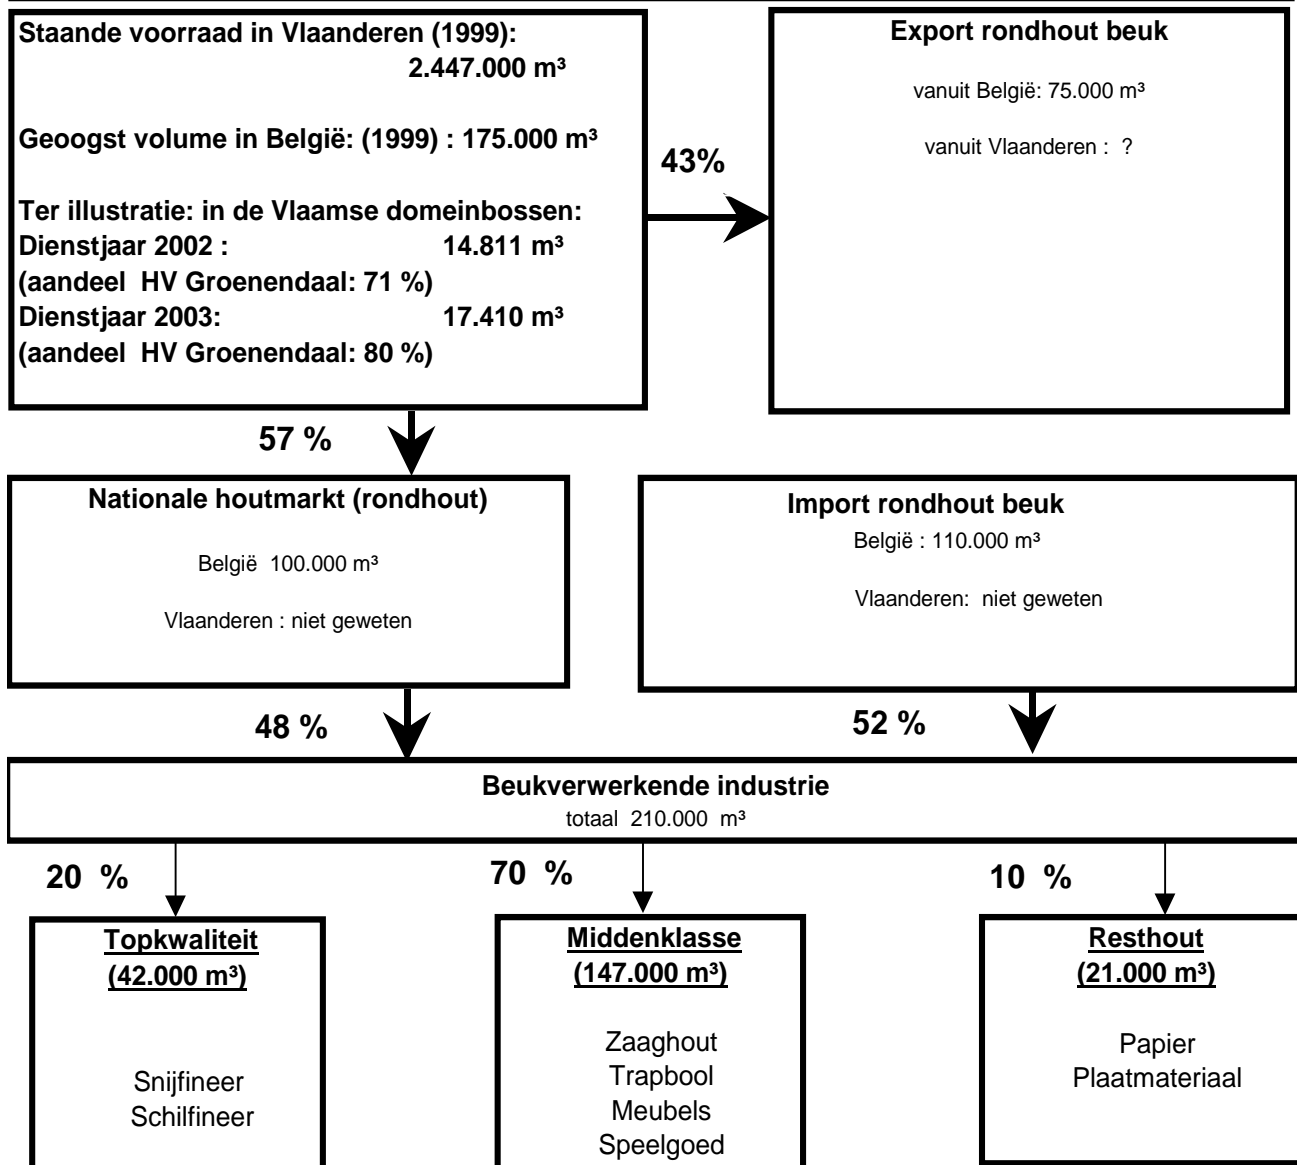 Staande voorraad in Vlaanderen (1999):
2.447.000 m³
Geoogst volume in België: (1999) : 175.000 m³
Ter illustratie: in de Vlaamse domeinbossen:
Dienstjaar 2002 : 14.811 m³
(aandeel HV Groenendaal: 71 %)
Dienstjaar 2003: 17.410 m³
(aandeel HV Groenendaal: 80 %)
43%
Export rondhout beuk
vanuit België: 75.000 m³
vanuit Vlaanderen : ?
57 %
Nationale houtmarkt (rondhout)
België 100.000 m³
Vlaanderen : niet geweten
Import rondhout beuk
België : 110.000 m³
Vlaanderen: niet geweten
48 %
52 %
Beukverwerkende industrie
totaal 210.000 m³
20 %
70 %
10 %
Topkwaliteit
(42.000 m³)
Snijfineer
Schilfineer
Middenklasse
(147.000 m³)
Zaaghout
Trapbool
Meubels
Speelgoed
Resthout
(21.000 m³)
Papier
Plaatmateriaal